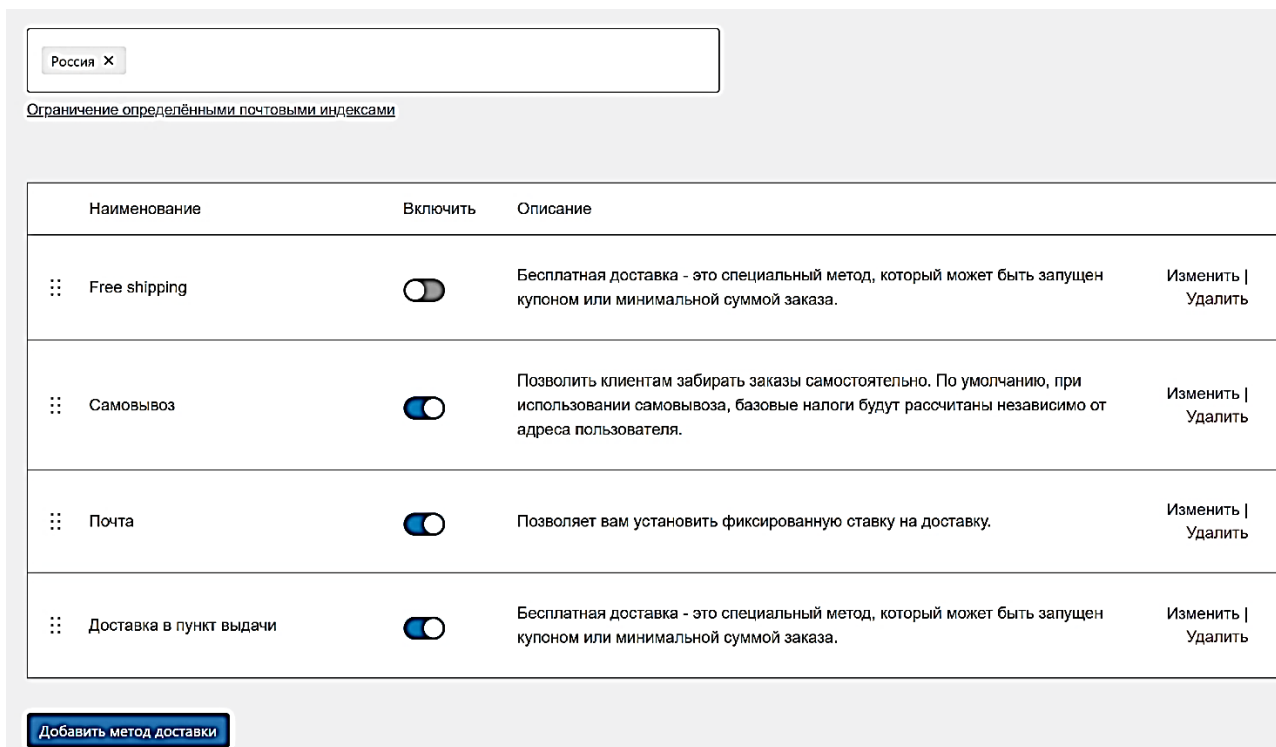 Россия ✕
Ограничение определёнными почтовыми индексами
Наименование Включить Описание
Free shipping
Бесплатная доставка - это специальный метод, который может быть запущен
купоном или минимальной суммой заказа.
Изменить |
Удалить
Самовывоз
Позволить клиентам забирать заказы самостоятельно. По умолчанию, при
использовании самовывоза, базовые налоги будут рассчитаны независимо от
адреса пользователя.
Изменить |
Удалить
Почта
Позволяет вам установить фиксированную ставку на доставку.
Изменить |
Удалить
Доставка в пункт выдачи
Бесплатная доставка - это специальный метод, который может быть запущен
купоном или минимальной суммой заказа.
Изменить |
Удалить
Добавить метод доставки